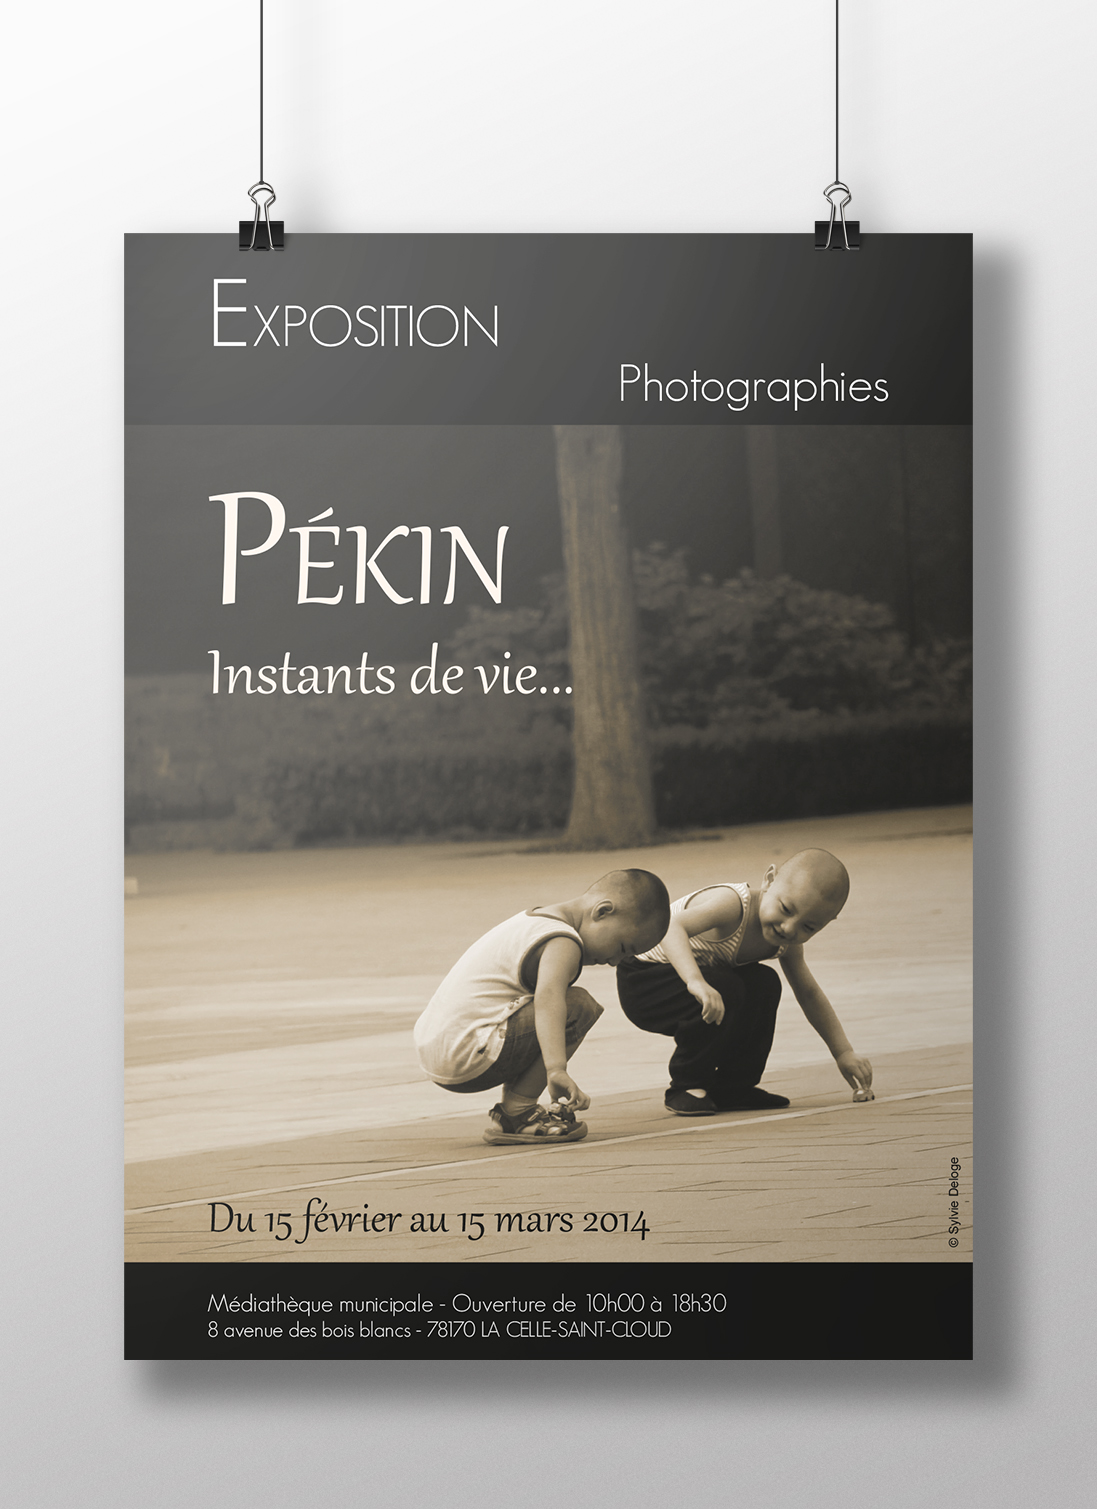 EXPOSITION
Photographies
PÉKIN
Instants de vie...
Du 15 février au 15 mars 2014
© Sylvie Deloge
Médiathèque municipale - Ouverture de 10h00 à 18h30
8 avenue des bois blancs - 78170 LA CELLE-SAINT-CLOUD